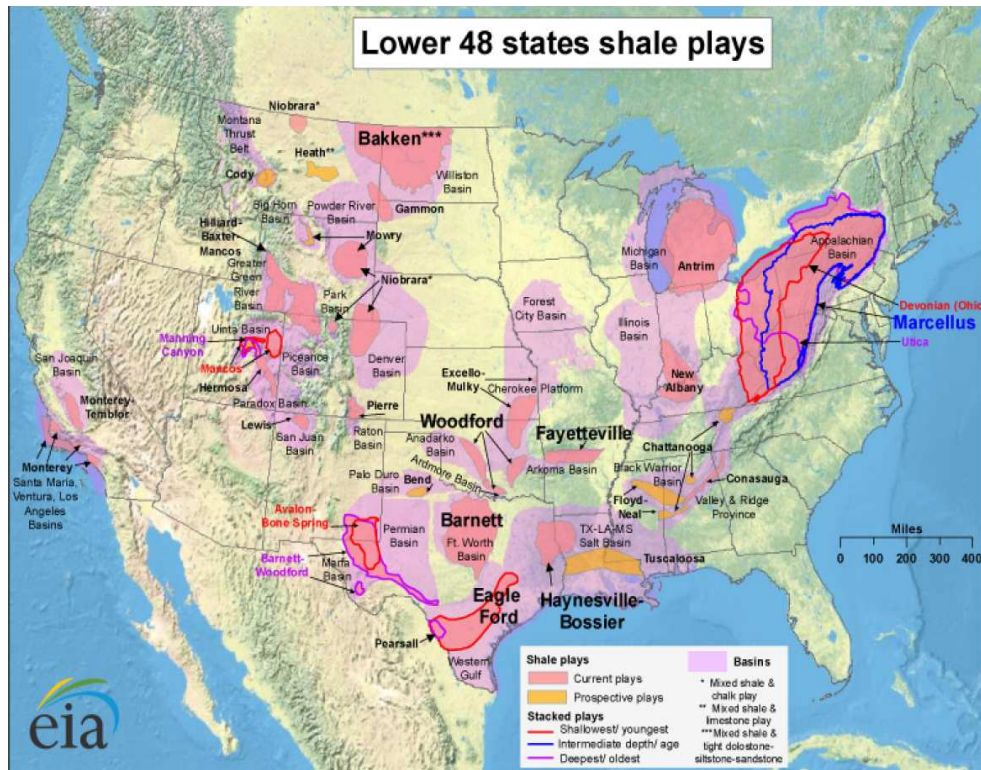 Lower 48 states shale plays
Niobrara*
Montana
Thrust
Belt
Bakken***
Heath**
Cody
Williston
Basin
Big Horn
Basin
Powder River
Basin
Gammon
Hilliard-
Baxter-
Mancos
Mowry
Greater
Green
River
Basin
Niobrara*
Park
Basin
Michigan
Basin
Antrim
Appalachian
Basin
Devonian (Ohio
Marcellus
Utica
Forest
City Basin
Illinois
Basin
Uinta Basin
Manning
Canyon
Mancos
Piceance
Basin
Denver
Basin
San Joaquin
Basin
Hermosa
Excello-
Mulky
Cherokee Platform
New
Albany
Monterey-
Temblor
Paradox Basin
Pierre
Lewis
San Juan
Basin
Raton
Basin
Woodford
Anadarko
Basin
Fayetteville
Chattanooga
Monterey
Santa Maria,
Ventura, Los
Angeles
Basins
Ardmore Basin
Arkoma Basin
Black Warrior
Basin
Conasauga
Palo Duro
Basin
Bend
Floyd-
Neal
Valley & Ridge
Province
Avalon-
Bone Spring
Permian
Basin
Barnett
Ft. Worth
Basin
TX-LA-MS
Salt Basin
Tuscaloosa
Miles
0 100 200 300 400
Barnett-
Woodford
Marfa
Basin
Eagle
Ford
Haynesville-
Bossier
Pearsall
Western
Gulf
Shale plays
Current plays
Prospective plays
Stacked plays
Shallowest/ youngest
Intermediate depth/ age
Deepest/ oldest
Basins
* Mixed shale &
chalk play
** Mixed shale &
limestone play
***Mixed shale &
tight dolostone-
siltstone-sandstone
eia